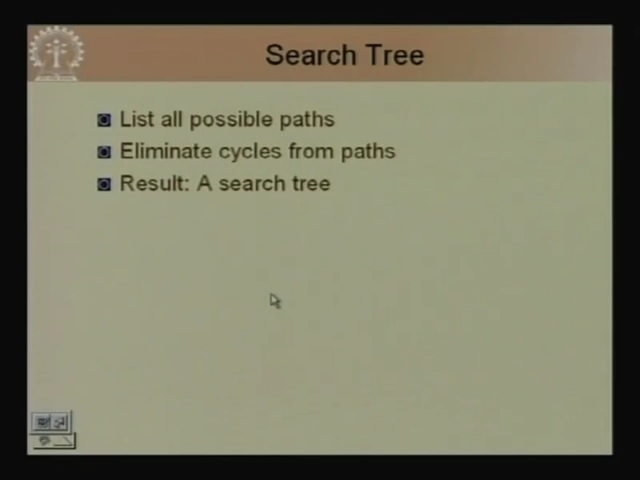 Search Tree
List all possible paths
Eliminate cycles from paths
Result: A search tree